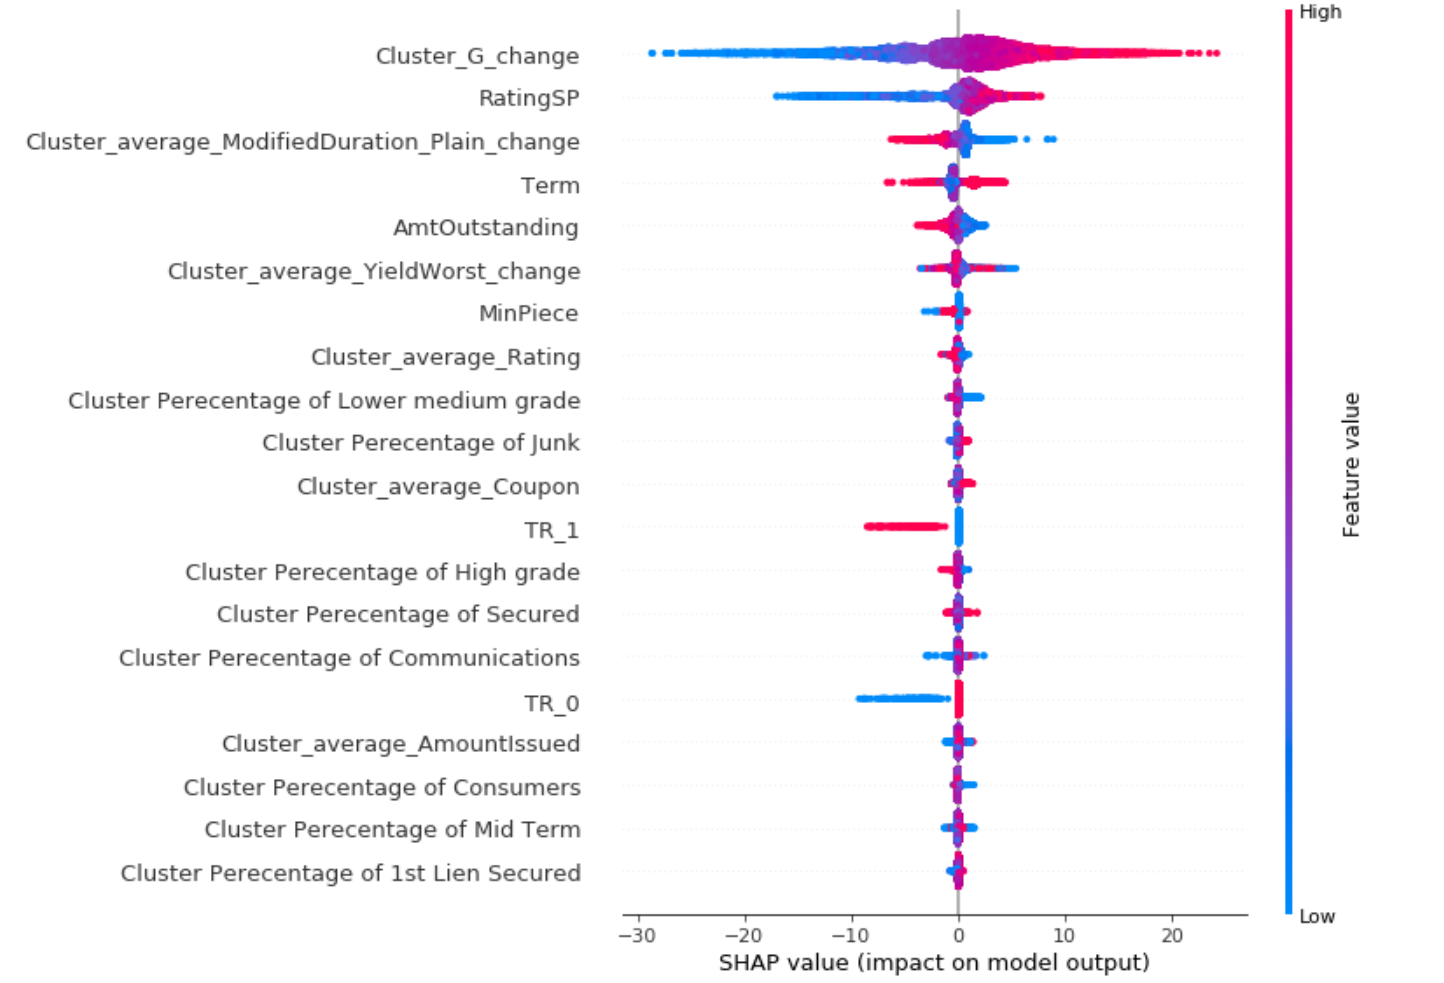 High
Cluster_G_change
RatingSP
Cluster_average_ModifiedDuration_Plain_change
Term
AmtOutstanding
Cluster_average_YieldWorst_change
MinPiece
Cluster_average_Rating
Cluster Perecentage of Lower medium grade
Cluster Perecentage of Junk
Cluster_average_Coupon
TR_1
Cluster Perecentage of High grade
Cluster Perecentage of Secured
Cluster Perecentage of Communications
TR_0
Cluster_average_AmountIssued
Cluster Perecentage of Consumers
Cluster Perecentage of Mid Term
Cluster Perecentage of 1st Lien Secured
Feature value
Low
−30 −20 −10 0 10 20
SHAP value (impact on model output)